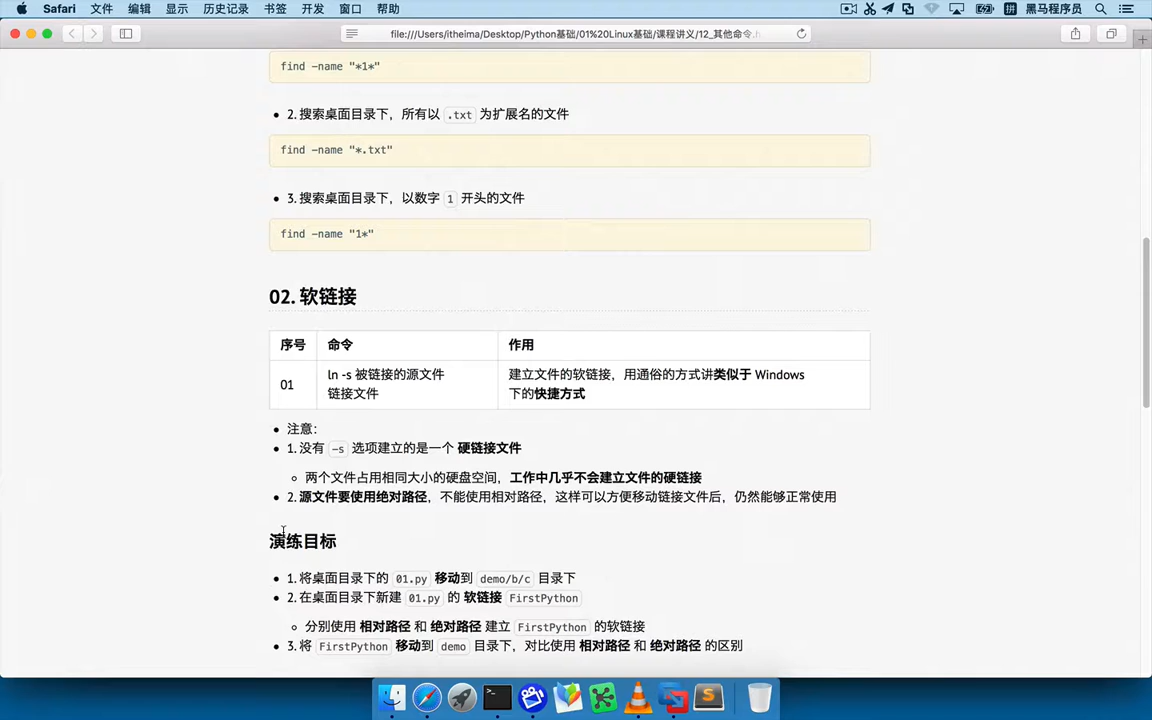 Safari 文件 编辑 显示 历史记录 书签 开发 窗口 帮助 黑马程序员
file:///Users/itheima/Desktop/Python基础/01%20Linux基础/课程讲义/12_其他命令.h
find -name "*1*"
2. 搜索桌面目录下，所有以 .txt 为扩展名的文件
find -name "*.txt"
3. 搜索桌面目录下，以数字 1 开头的文件
find -name "1*"
02. 软链接
序号 命令 作用
01 ln -s 被链接的源文件 链接文件 建立文件的软链接，用通俗的方式讲类似于 Windows 下的快捷方式
注意：
1. 没有 -s 选项建立的是一个 硬链接文件
两个文件占用相同大小的硬盘空间，工作中几乎不会建立文件的硬链接
2. 源文件要使用绝对路径，不能使用相对路径，这样可以方便移动链接文件后，仍然能够正常使用
演练目标
1. 将桌面目录下的 01.py 移动到 demo/b/c 目录下
2. 在桌面目录下新建 01.py 的 软链接 FirstPython
分别使用 相对路径 和 绝对路径 建立 FirstPython 的软链接
3. 将 FirstPython 移动到 demo 目录下，对比使用 相对路径 和 绝对路径 的区别